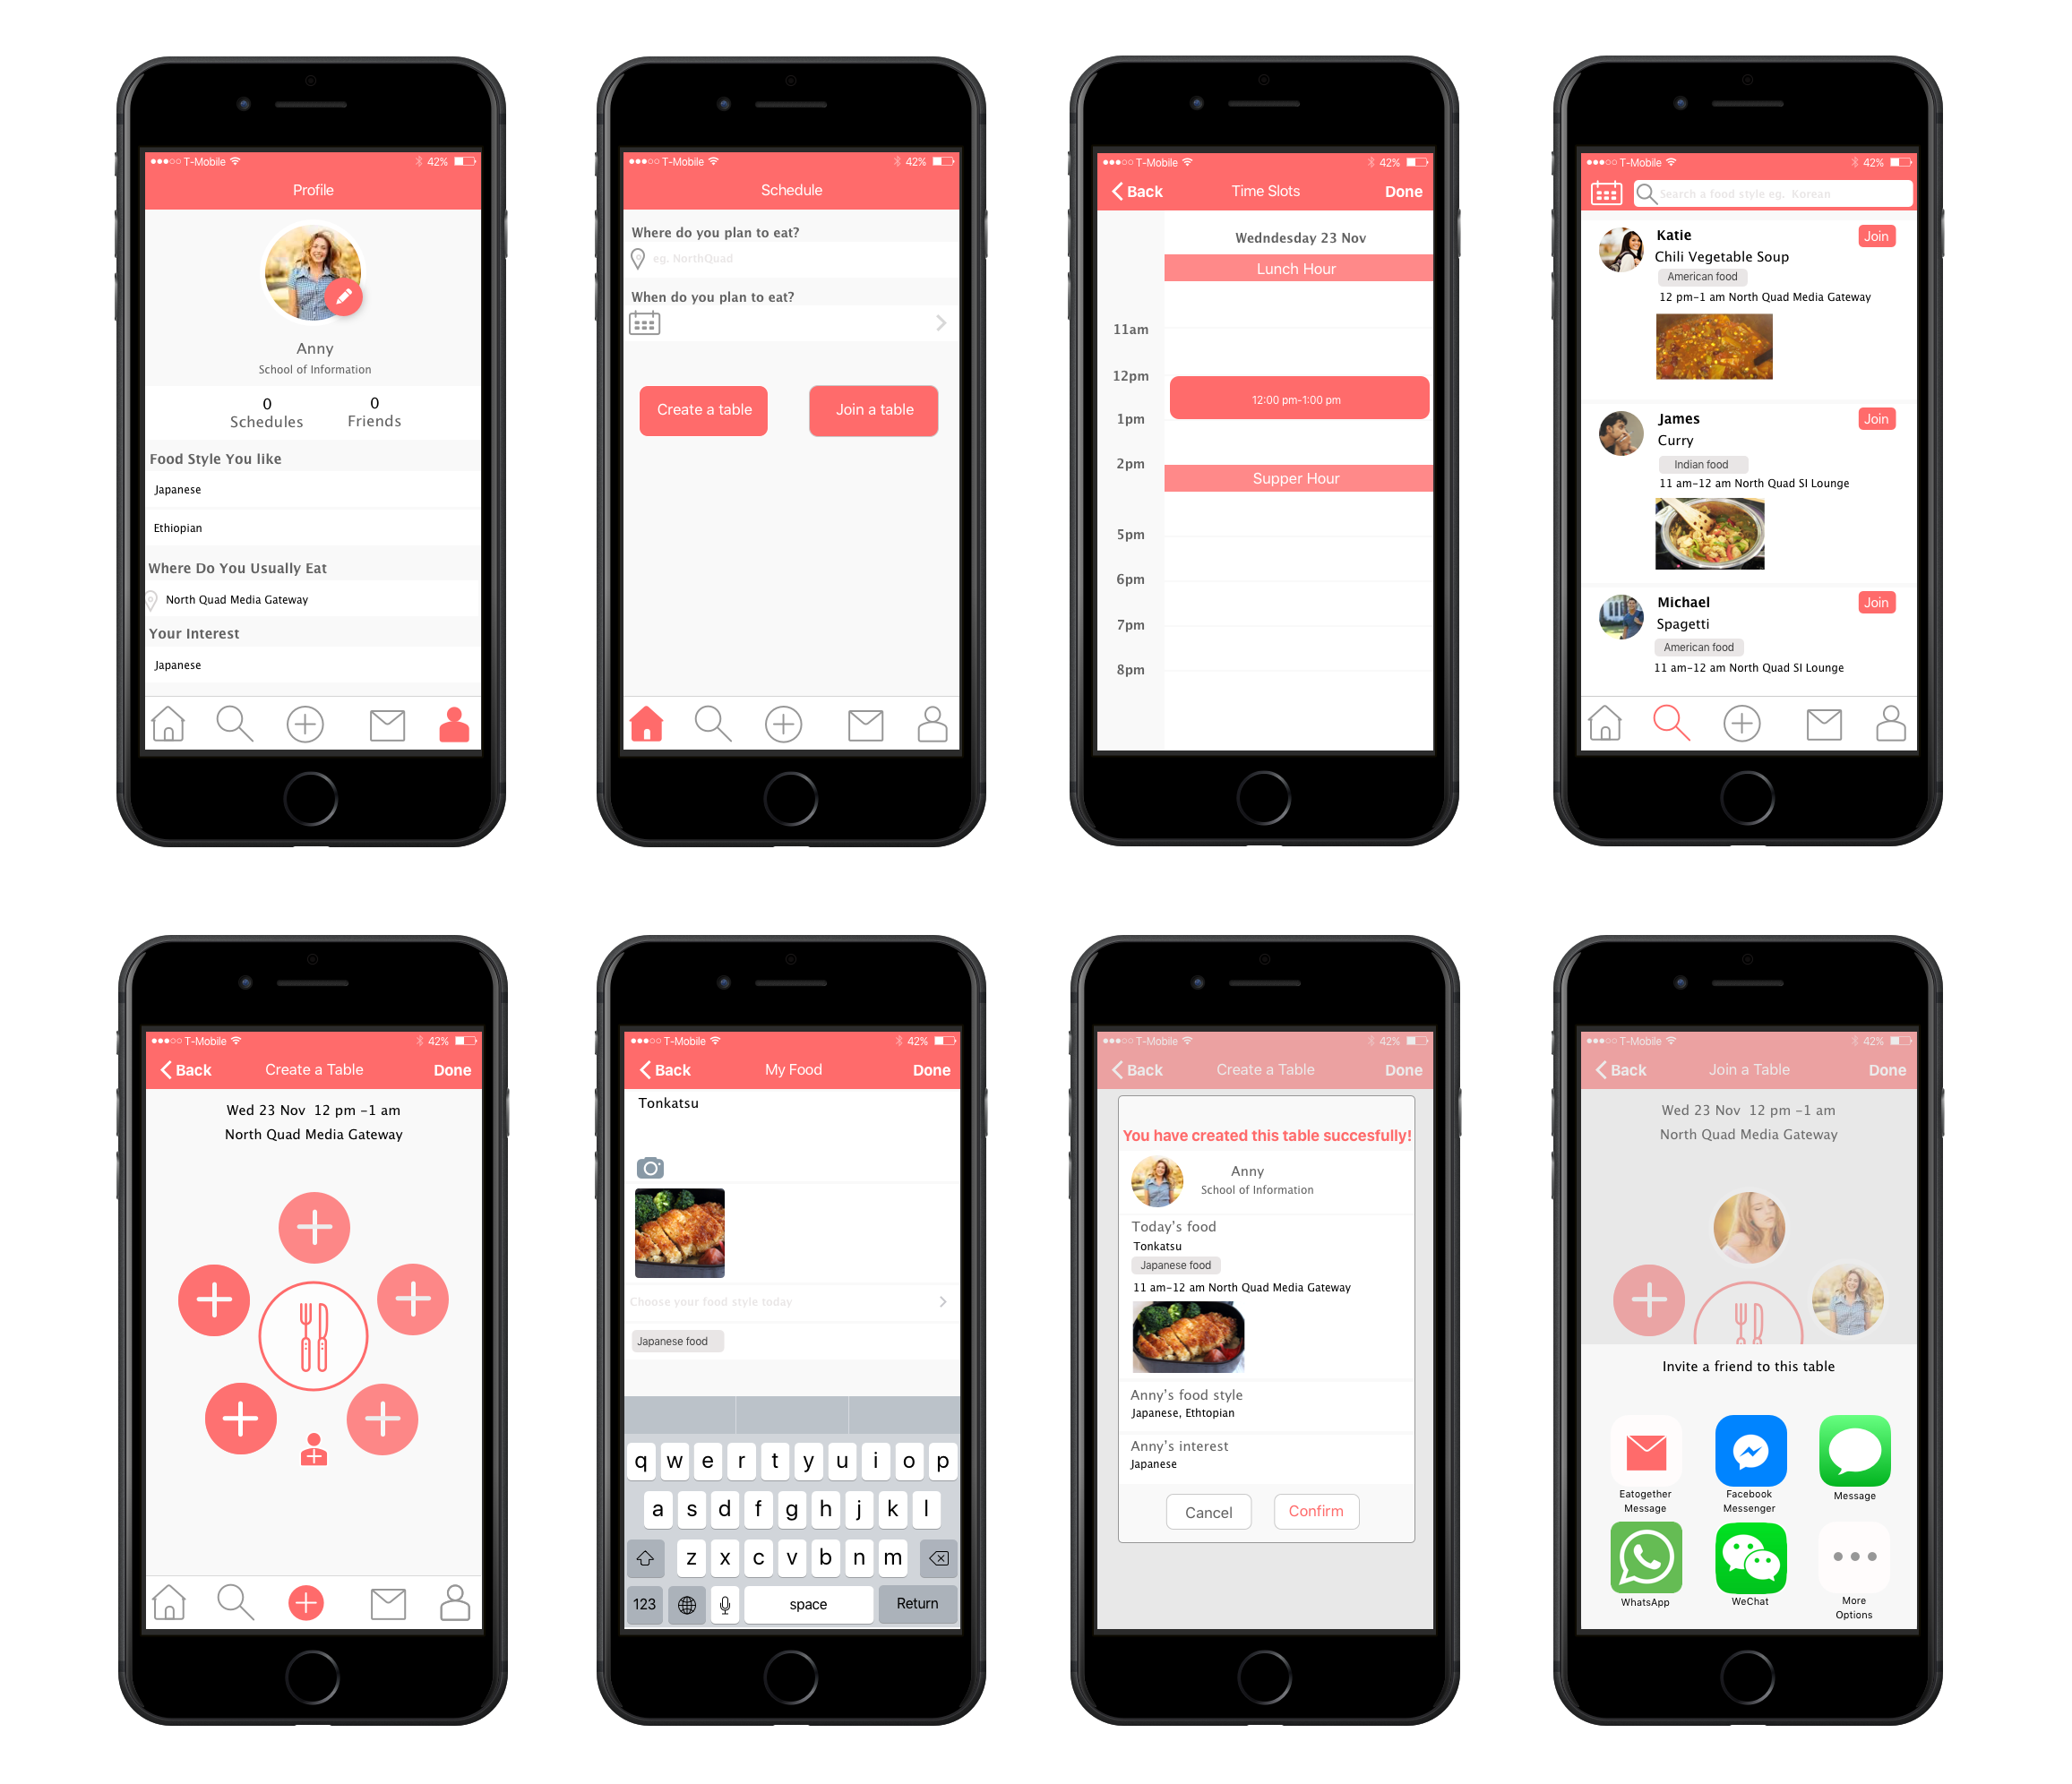 T-Mobile 42%
Profile
Anny
School of Information
0 0
Schedules Friends
Food Style You like
Japanese
Ethiopian
Where Do You Usually Eat
North Quad Media Gateway
Your Interest
Japanese
T-Mobile 42%
Schedule
Where do you plan to eat?
eg. NorthQuad
When do you plan to eat?
Create a table Join a table
T-Mobile 42%
Back Time Slots Done
Wedndesday 23 Nov
Lunch Hour
11am
12pm
12:00 pm-1:00 pm
1pm
2pm
Supper Hour
5pm
6pm
7pm
8pm
T-Mobile 42%
Search a food style eg. Korean
Katie Join
Chili Vegetable Soup
American food
12 pm-1 am North Quad Media Gateway
James Join
Curry
Indian food
11 am-12 am North Quad SI Lounge
Michael Join
Spagetti
American food
11 am-12 am North Quad SI Lounge
T-Mobile 42%
Back Create a Table Done
Wed 23 Nov 12 pm -1 am
North Quad Media Gateway
T-Mobile 42%
Back My Food Done
Tonkatsu
Choose your food style today
Japanese food
q w e r t y u i o p
a s d f g h j k l
z x c v b n m
123 space Return
T-Mobile 42%
Back Create a Table Done
You have created this table succesfully!
Anny
School of Information
Today's food
Tonkatsu
Japanese food
11 am-12 am North Quad Media Gateway
Anny's food style
Japanese, Ethtopian
Anny's interest
Japanese
Cancel Confirm
T-Mobile 42%
Back Join a Table Done
Wed 23 Nov 12 pm -1 am
North Quad Media Gateway
Invite a friend to this table
Eatogether Message
Facebook Messenger
Message
WhatsApp
WeChat
More Options